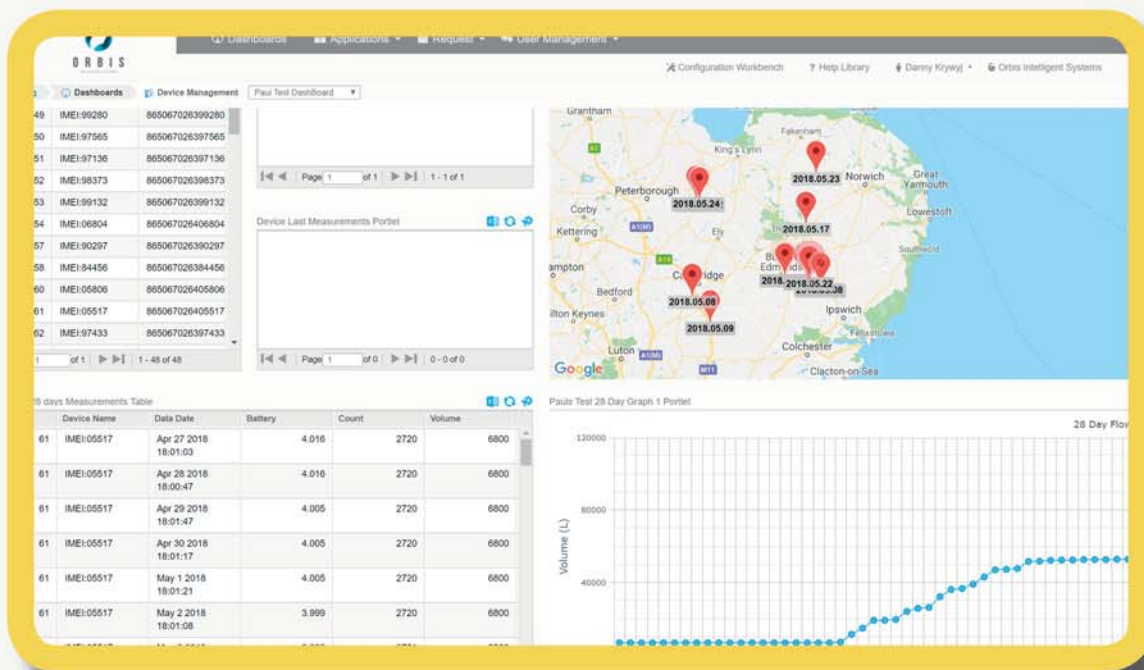 Dashboards Applications Request User Management
ORBIS
Configuration Workbench ? Help Library Danny Krywyj Orbis Intelligent Systems
Dashboards Device Management Paul Test DashBoard
49 IMEI:99280 865067026399280
50 IMEI:97565 865067026397565
51 IMEI:97136 865067026397136
52 IMEI:98373 865067026398373
53 IMEI:99132 865067026399132
54 IMEI:06804 865067026406804
57 IMEI:90297 865067026390297
58 IMEI:84456 865067026384456
60 IMEI:05806 865067026405806
61 IMEI:05517 865067026405517
62 IMEI:97433 865067026397433
1 of 1 1 - 48 of 48
Page 1 of 1 1 - 1 of 1
Device Last Measurements Portlet
Page 1 of 0 0 - 0 of 0
Grantham
A1
King's Lynn
Fakenham
2018.05.23
Norwich
Great
Yarmouth
Peterborough
2018.05.24
Corby
Lowestoft
Kettering
A1(M)
Ely
2018.05.17
Southwold
A14
2018.05.22
Bedford
2018.05.08
Ipswich
2018.05.09
Felixstowe
Colchester
Luton
A1(M)
M11
Clacton-on-Sea
Google
28 days Measurements Table
Device Name Data Date Battery Count Volume
61 IMEI:05517 Apr 27 2018 4.016 2720 6800
18:01:03
61 IMEI:05517 Apr 28 2018 4.016 2720 6800
18:00:47
61 IMEI:05517 Apr 29 2018 4.005 2720 6800
18:01:47
61 IMEI:05517 Apr 30 2018 4.005 2720 6800
18:01:17
61 IMEI:05517 May 1 2018 4.005 2720 6800
18:01:21
61 IMEI:05517 May 2 2018 3.999 2720 6800
18:01:08
Pauls Test 28 Day Graph 1 Portlet
28 Day Flow
120000
80000
40000
Volume (L)